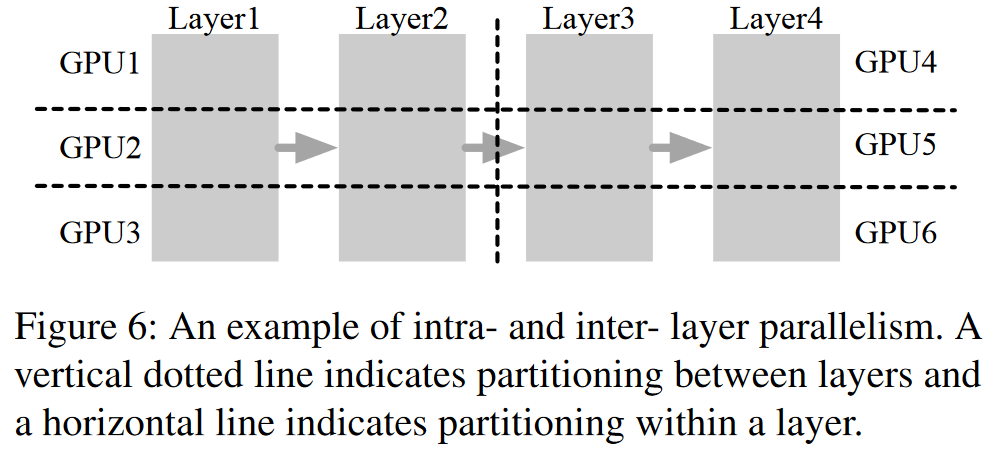 Layer1 Layer2 Layer3 Layer4
GPU1 GPU4
GPU2 GPU5
GPU3 GPU6
Figure 6: An example of intra- and inter- layer parallelism. A
vertical dotted line indicates partitioning between layers and
a horizontal line indicates partitioning within a layer.